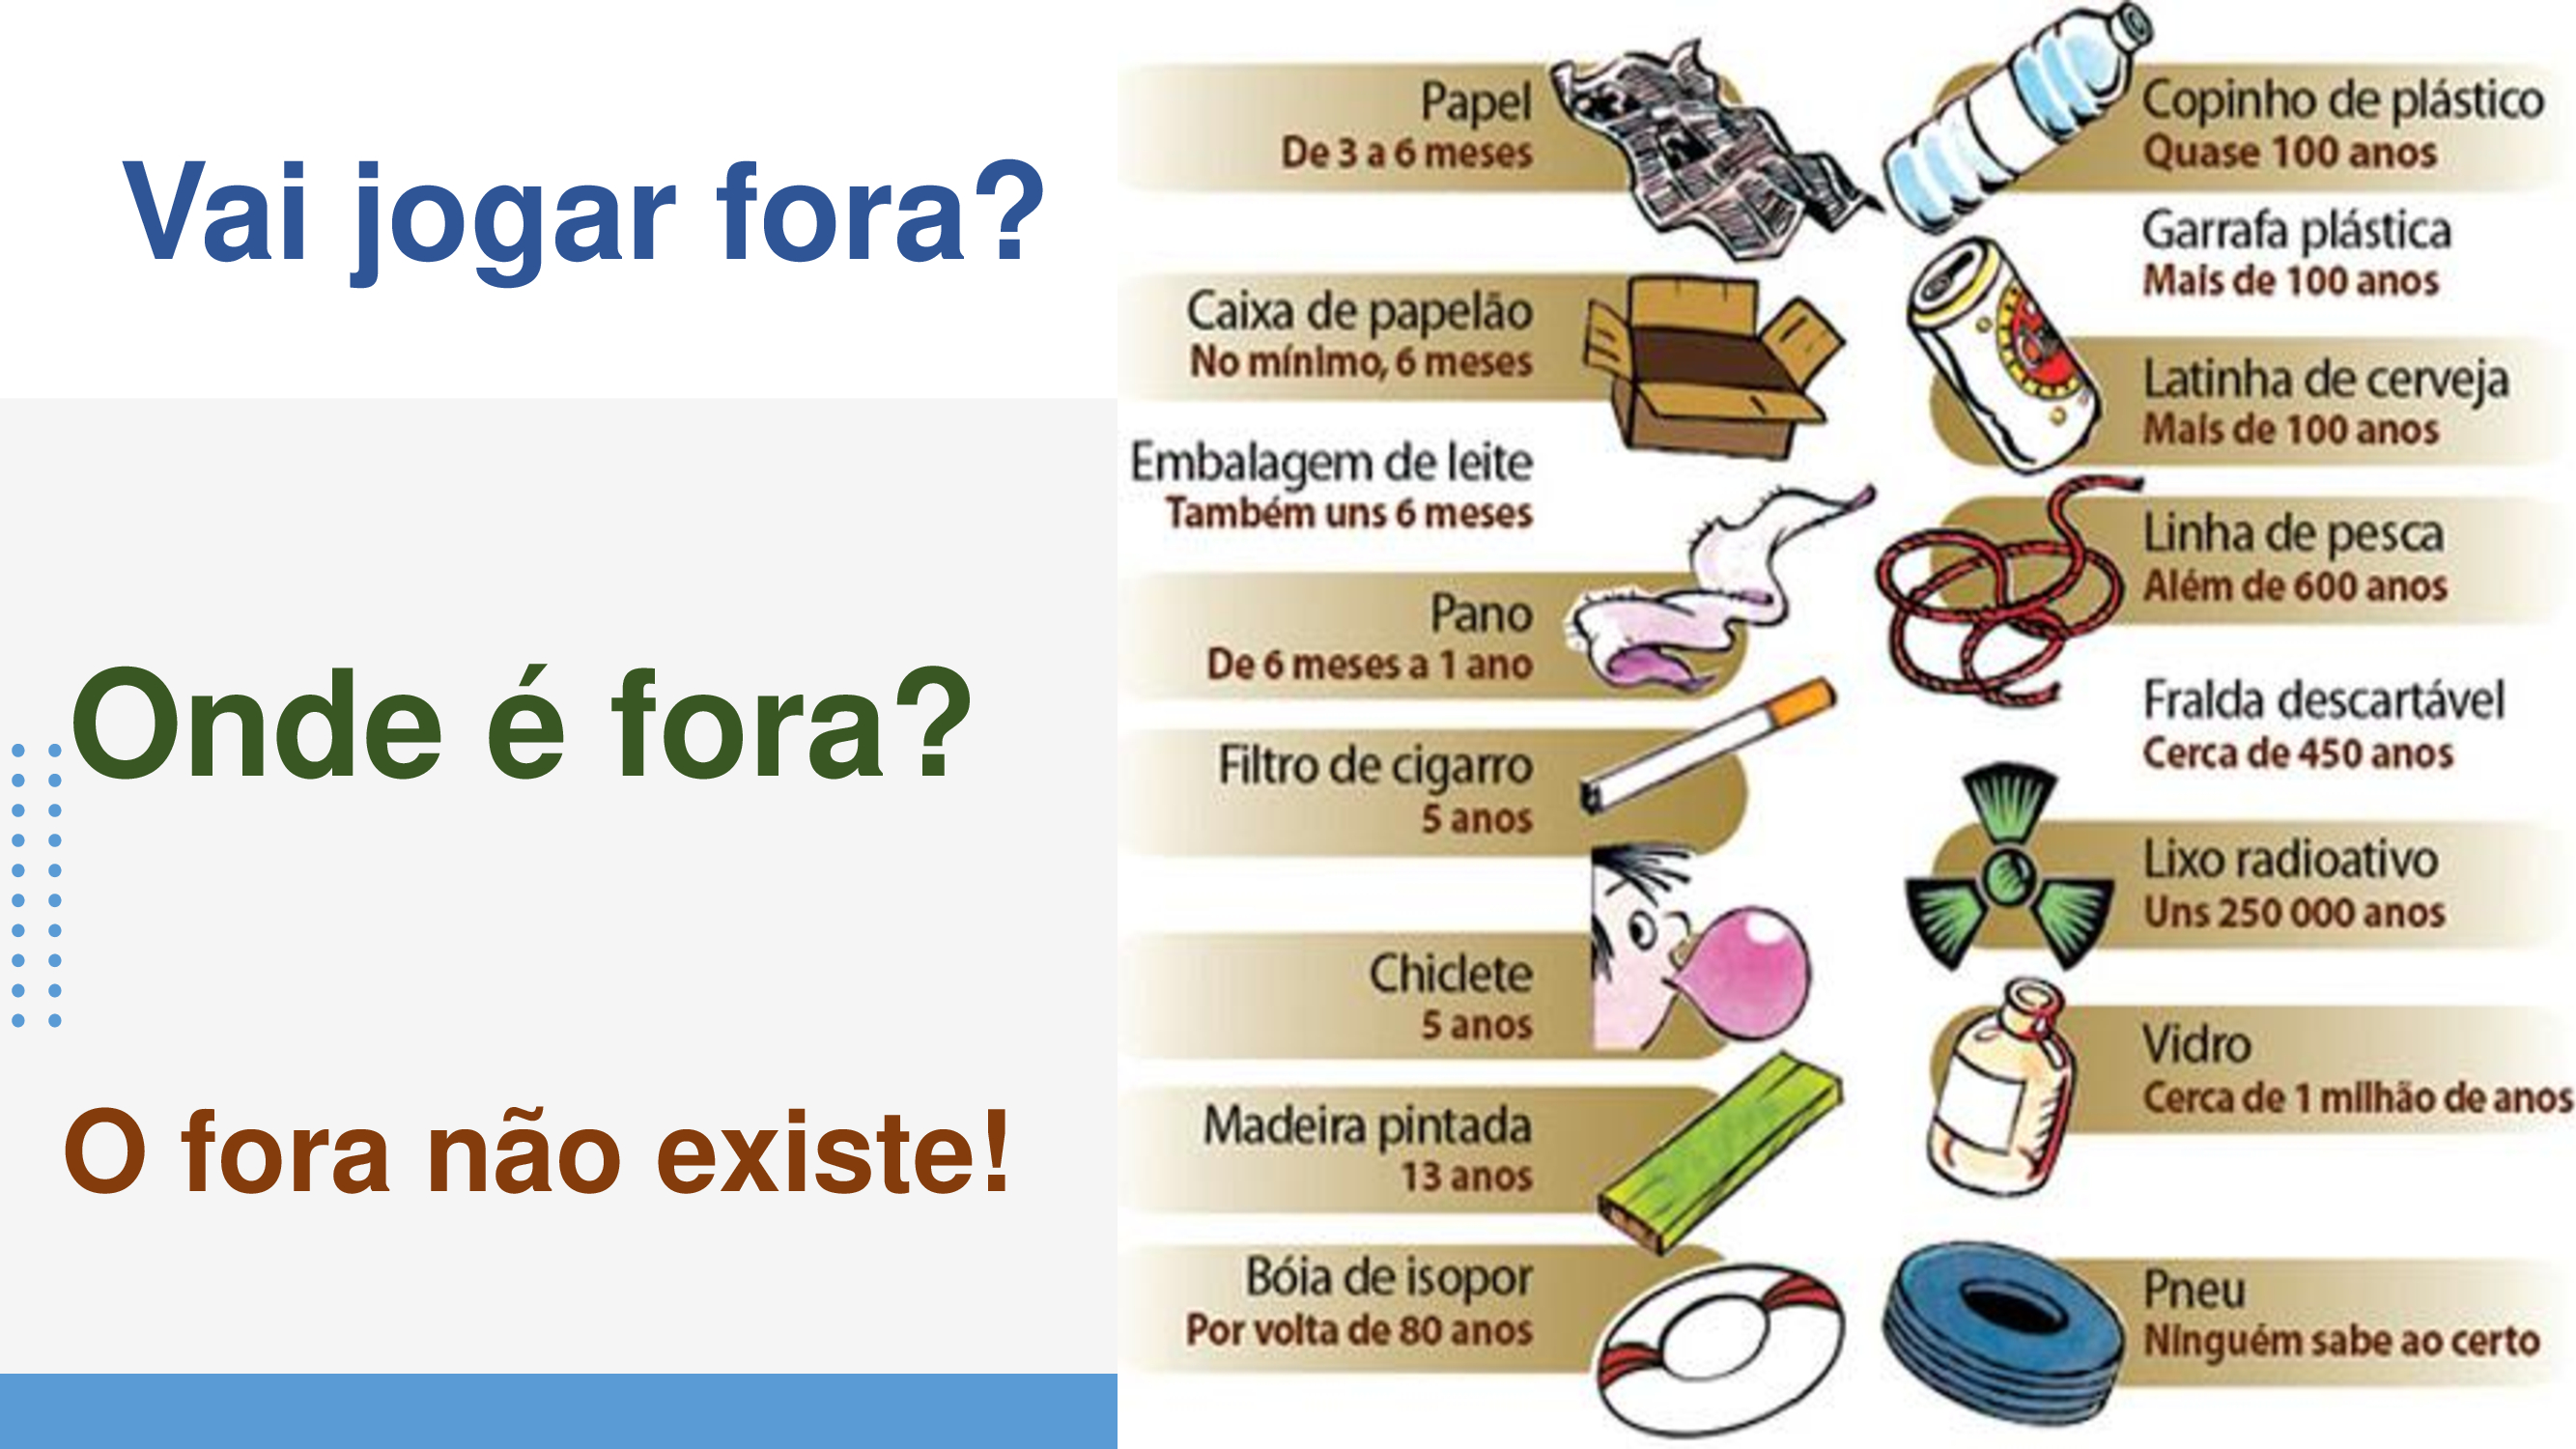 Vai jogar fora?
Onde é fora?
O fora não existe!
Papel
De 3 a 6 meses
Caixa de papelão
No mínimo, 6 meses
Embalagem de leite
Também uns 6 meses
Pano
De 6 meses a 1 ano
Filtro de cigarro
5 anos
Chiclete
5 anos
Madeira pintada
13 anos
Bóia de isopor
Por volta de 80 anos
Copinho de plástico
Quase 100 anos
Garrafa plástica
Mais de 100 anos
Latinha de cerveja
Mais de 100 anos
Linha de pesca
Além de 600 anos
Fralda descartável
Cerca de 450 anos
Lixo radioativo
Uns 250 000 anos
Vidro
Cerca de 1 milhão de anos
Pneu
Ninguém sabe ao certo